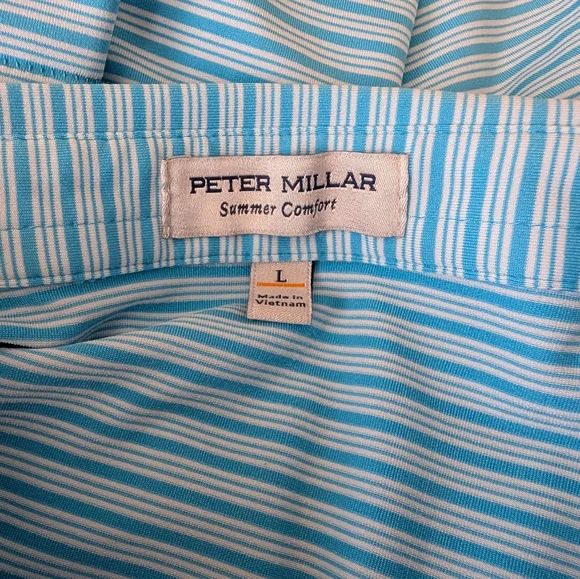 PETER MILLAR
Summer Comfort
L
Made in
Vietnam